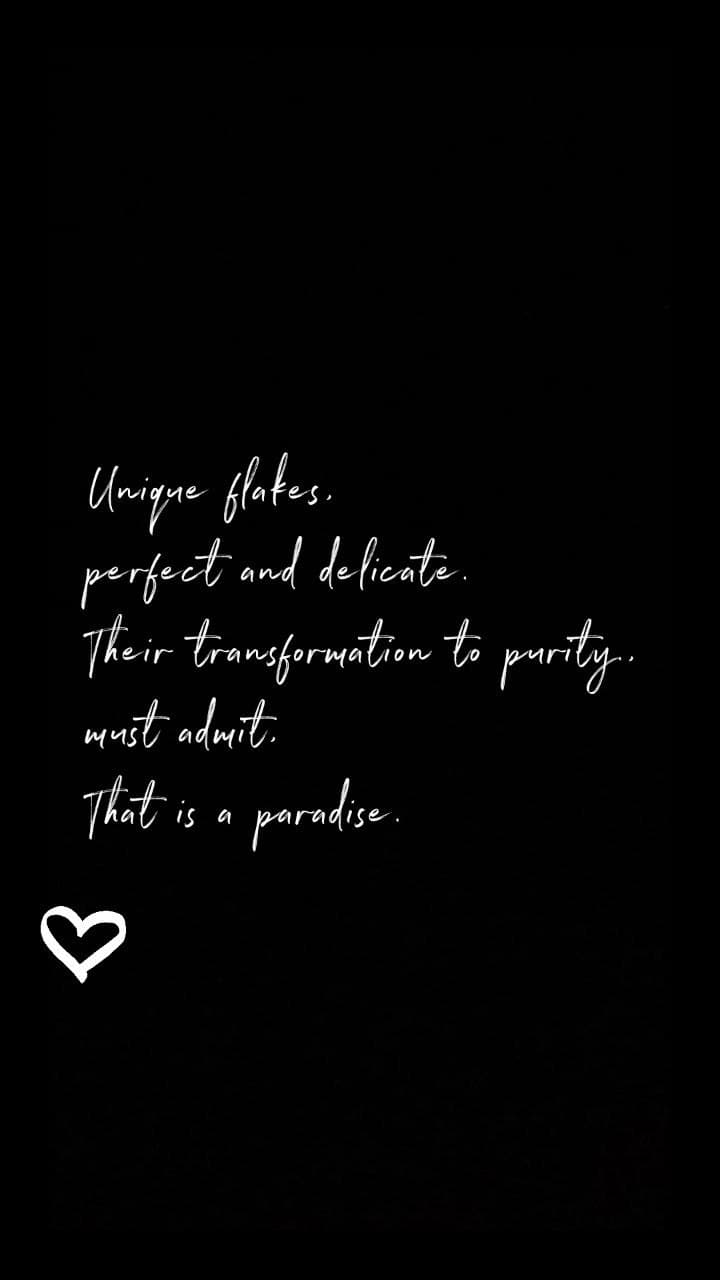 Unique flakes,
perfect and delicate.
Their transformation to purity,,
must admit,
That is a paradise.